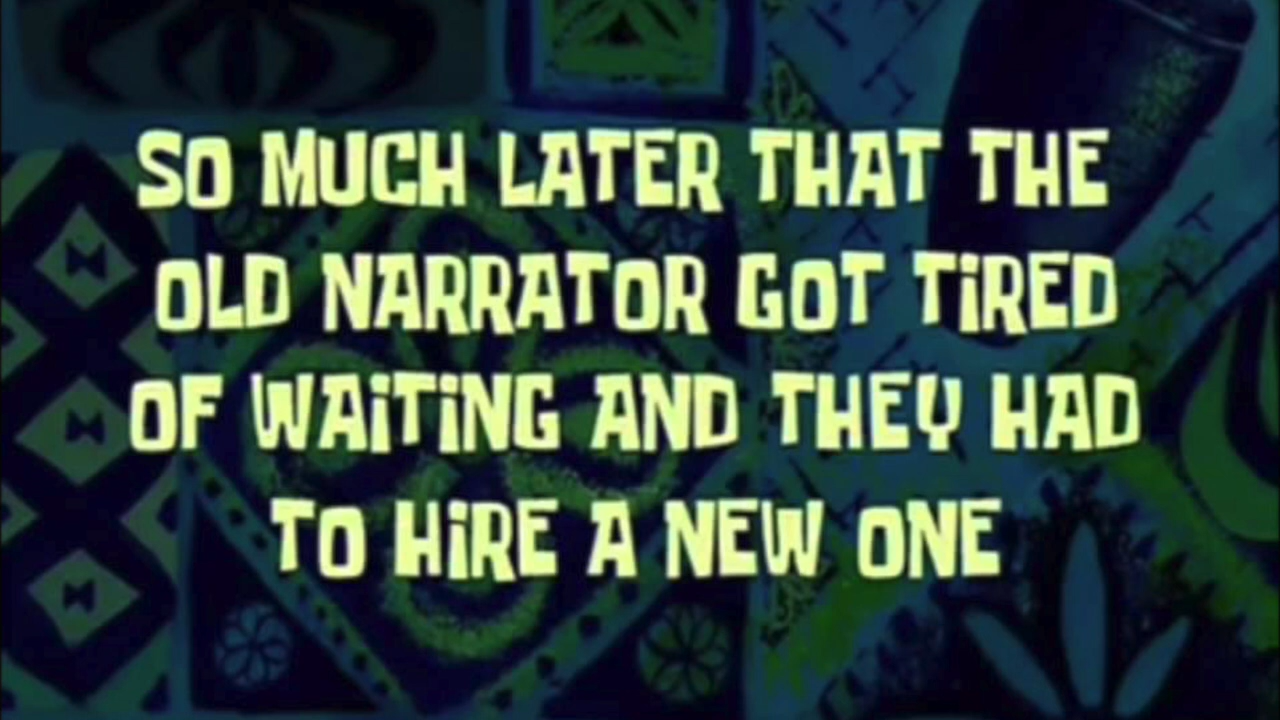 SO MUCH LATER THAT THE
OLD NARRATOR GOT TiRED
OF WAiTiNG AND THEY HAD
TO HiRE A NEW ONE